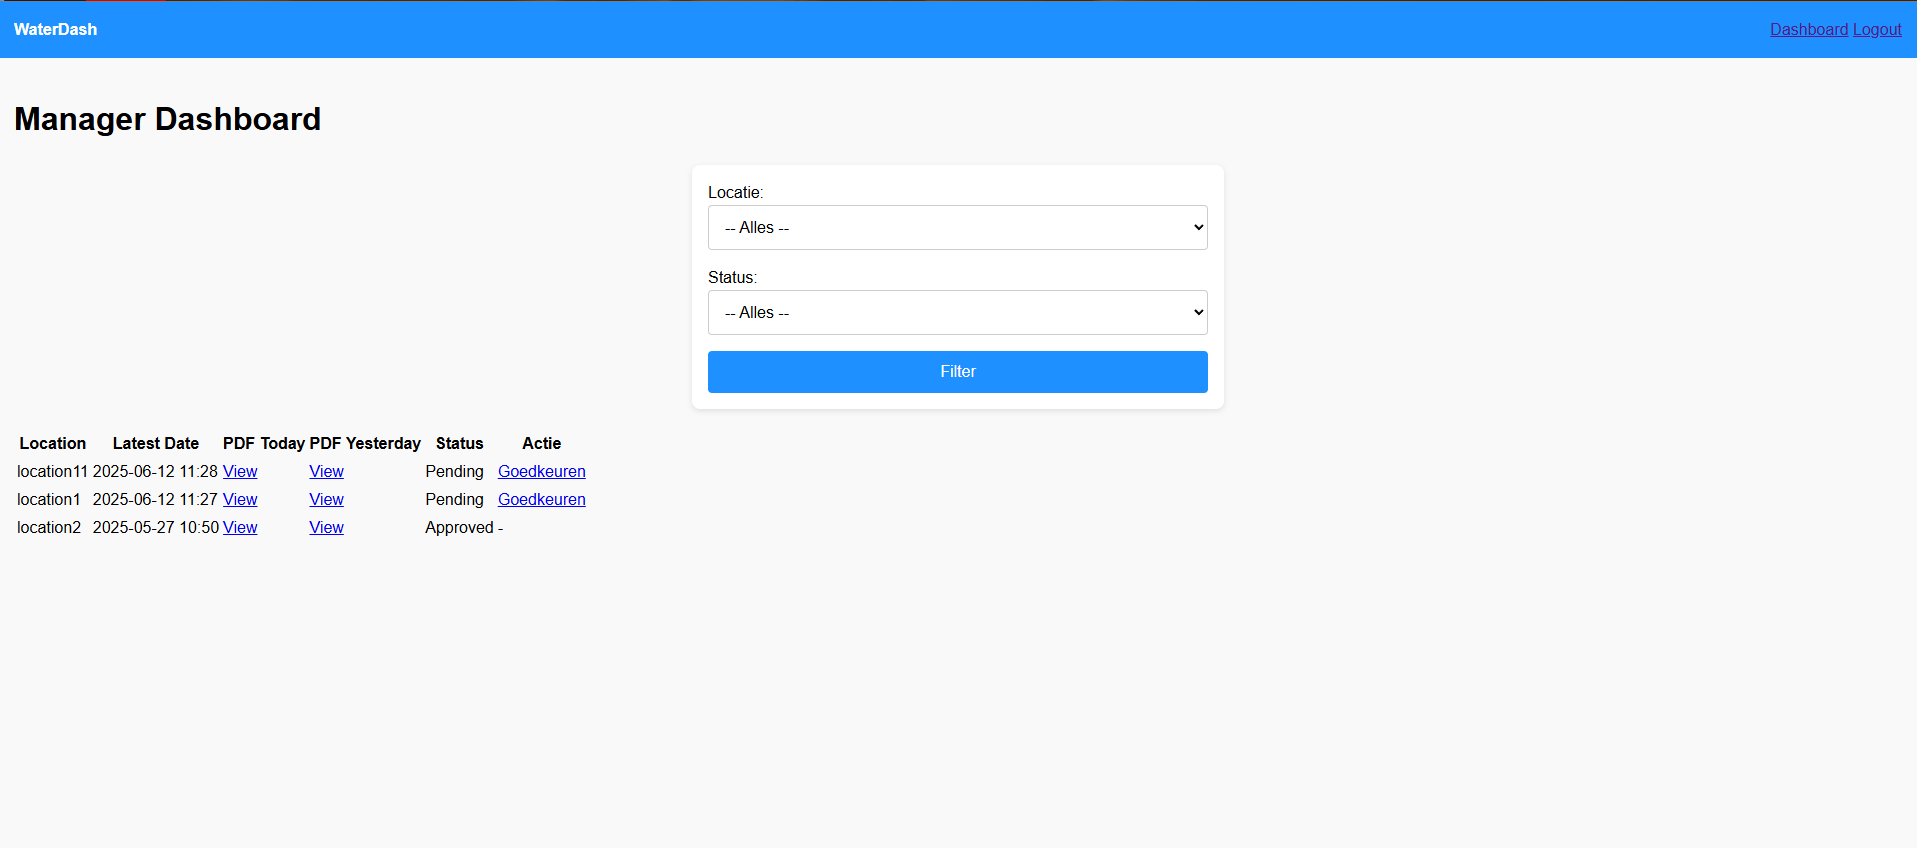 WaterDash Dashboard Logout
Manager Dashboard
Locatie:
-- Alles --
Status:
-- Alles --
Filter
Location Latest Date PDF Today PDF Yesterday Status Actie
location11 2025-06-12 11:28 View View Pending Goedkeuren
location1 2025-06-12 11:27 View View Pending Goedkeuren
location2 2025-05-27 10:50 View View Approved -